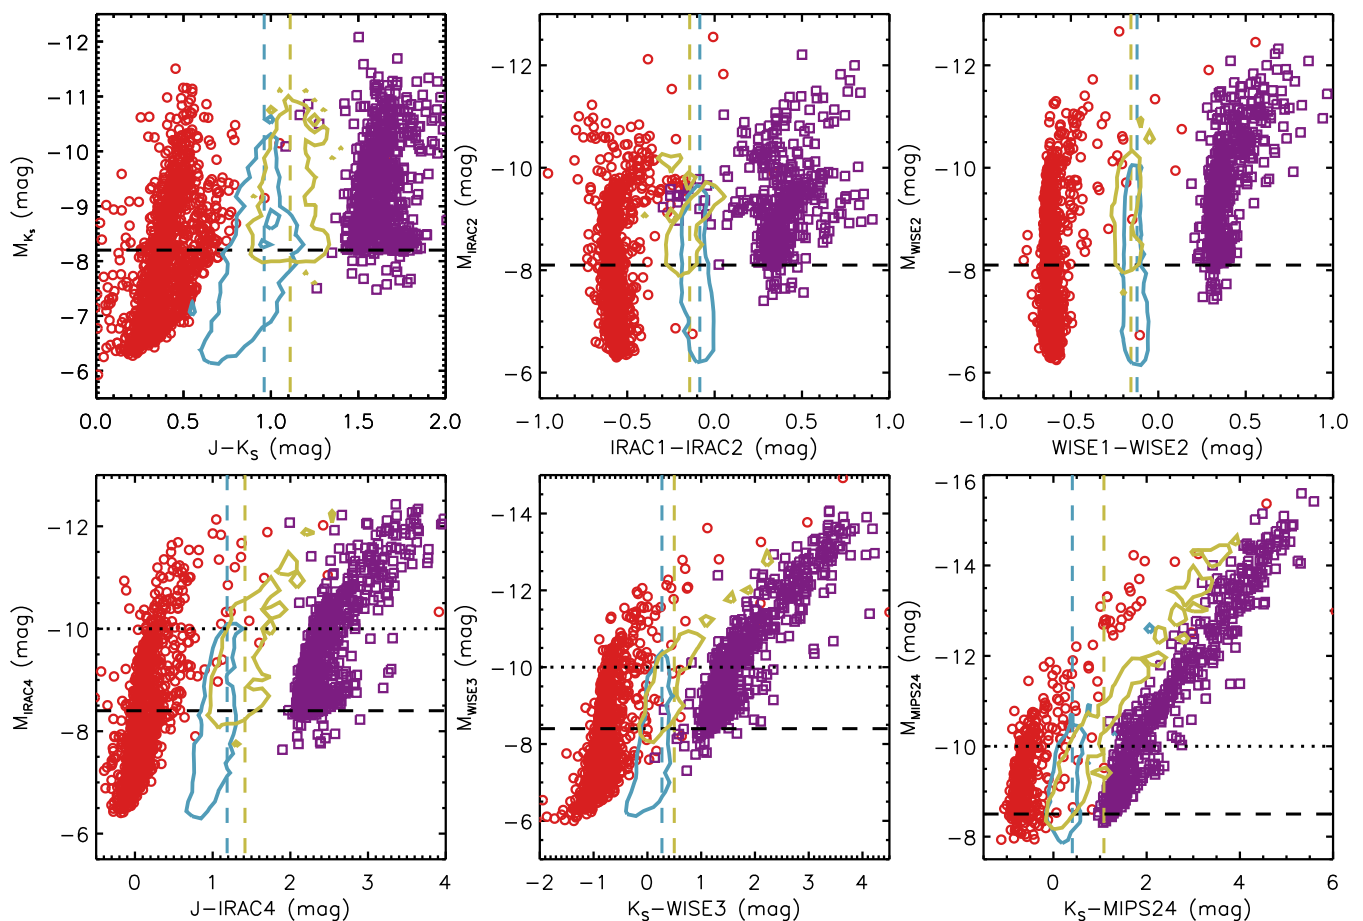 −12
−11
−10
−9
−8
−7
−6
M_Ks (mag)
0.0 0.5 1.0 1.5 2.0
J−K_s (mag)
−12
−10
−8
−6
M_IRAC2 (mag)
−1.0 −0.5 0.0 0.5 1.0
IRAC1−IRAC2 (mag)
−12
−10
−8
−6
M_WISE2 (mag)
−1.0 −0.5 0.0 0.5 1.0
WISE1−WISE2 (mag)
−12
−10
−8
−6
M_IRAC4 (mag)
0 1 2 3 4
J−IRAC4 (mag)
−14
−12
−10
−8
−6
M_WISE3 (mag)
−2 −1 0 1 2 3 4
K_s−WISE3 (mag)
−16
−14
−12
−10
−8
M_MIPS24 (mag)
0 2 4 6
K_s−MIPS24 (mag)